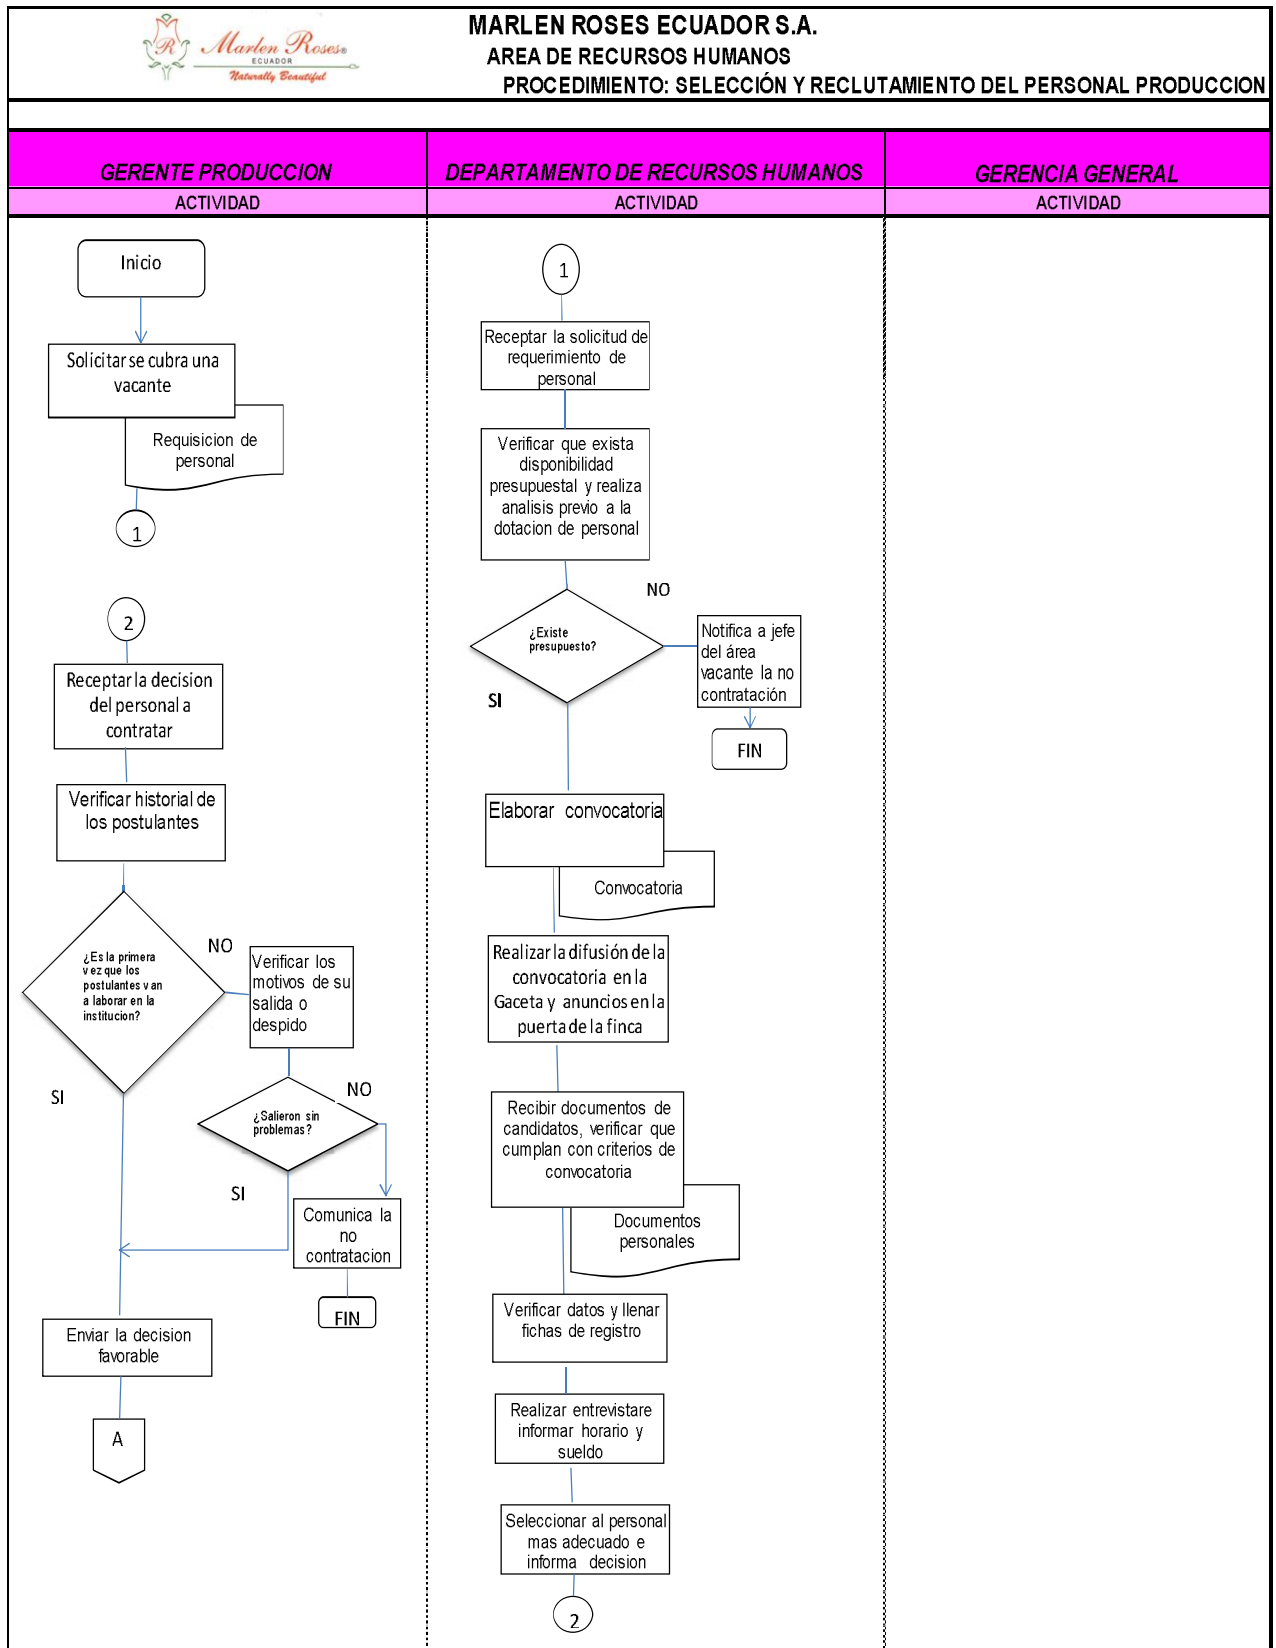 MARLEN ROSES ECUADOR S.A.
AREA DE RECURSOS HUMANOS
PROCEDIMIENTO: SELECCIÓN Y RECLUTAMIENTO DEL PERSONAL PRODUCCION
R
Marlen Roses®
ECUADOR
Naturally Beautiful
GERENTE PRODUCCION
DEPARTAMENTO DE RECURSOS HUMANOS
GERENCIA GENERAL
ACTIVIDAD
ACTIVIDAD
ACTIVIDAD
Inicio
Solicitar se cubra una
vacante
Requisicion de
personal
1
2
Receptar la decision
del personal a
contratar
Verificar historial de
los postulantes
¿Es la primera
vez que los
postulantes van
a laborar en la
institucion?
NO
Verificar los
motivos de su
salida o
despido
SI
¿Salieron sin
problemas?
NO
SI
Comunica la
no
contratacion
FIN
Enviar la decision
favorable
A
1
Receptar la solicitud de
requerimiento de
personal
Verificar que exista
disponibilidad
presupuestal y realiza
analisis previo a la
dotacion de personal
¿Existe
presupuesto?
NO
Notifica a jefe
del área
vacante la no
contratación
FIN
SI
Elaborar convocatoria
Convocatoria
Realizar la difusión de la
convocatoria en la
Gaceta y anuncios en la
puerta de la finca
Recibir documentos de
candidatos, verificar que
cumplan con criterios de
convocatoria
Documentos
personales
Verificar datos y llenar
fichas de registro
Realizar entrevistare
informar horario y
sueldo
Seleccionar al personal
mas adecuado e
informa decision
2